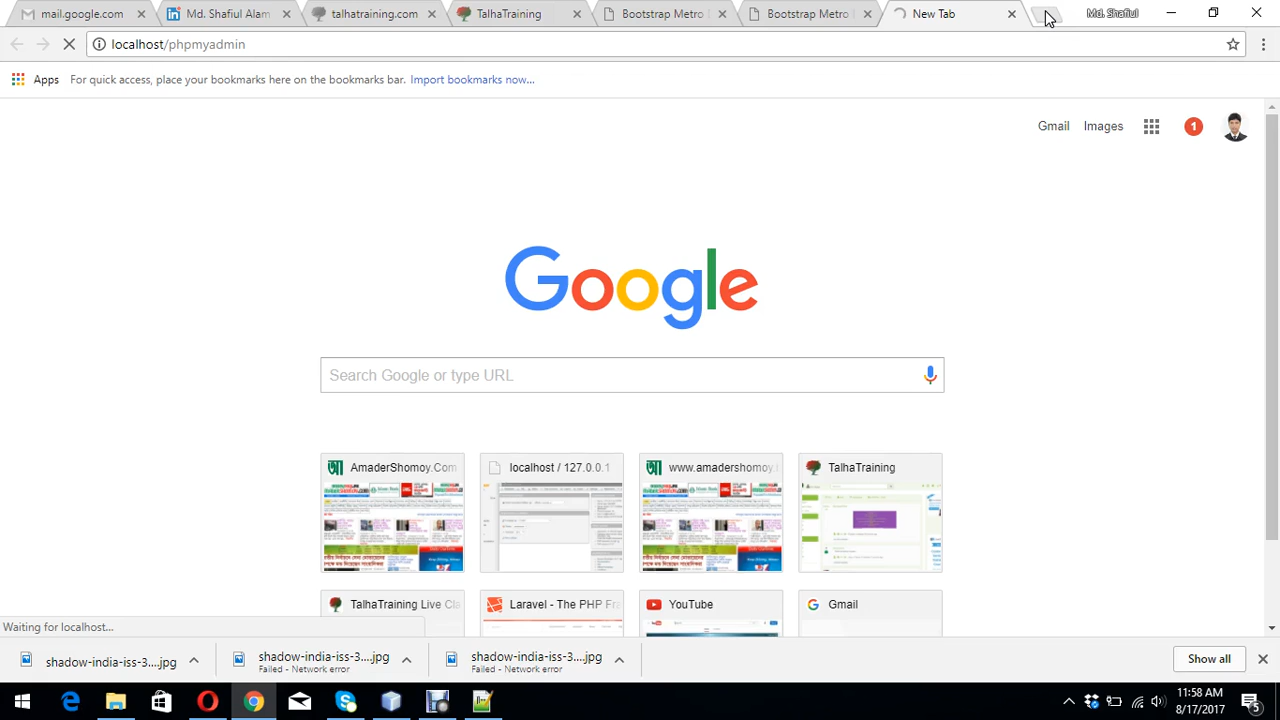 mail.google.com
Md. Shafiul Alam
talhatraining.com
TalhaTraining
Bootstrap Metro
Bootstrap Metro
New Tab
Md. Shafiul
localhost/phpmyadmin
Apps
For quick access, place your bookmarks here on the bookmarks bar.
Import bookmarks now...
Gmail
Images
1
Google
Search Google or type URL
AmaderShomoy.Com
localhost / 127.0.0.1
www.amadershomoy.
TalhaTraining
TalhaTraining Live Cla
Laravel - The PHP Fra
YouTube
Gmail
Waiting for localhost...
shadow-india-iss-3....jpg
shadow-india-iss-3....jpg
Failed - Network error
shadow-india-iss-3....jpg
Failed - Network error
Show all
11:58 AM
8/17/2017
5